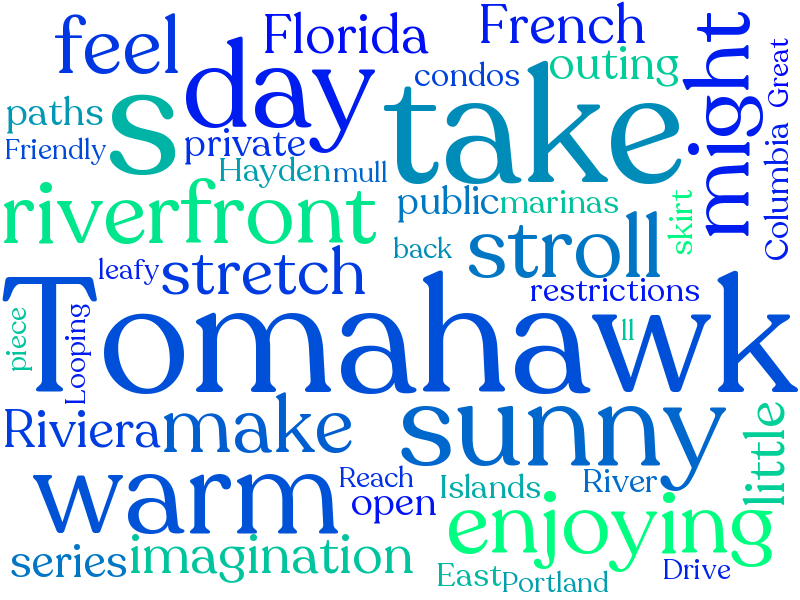 feel
Florida
French
day
s
take
might
Great
condos
outing
paths
private
Friendly
Hayden
mull
Columbia
riverfront
public
marinas
skirt
stroll
back
leafy
stretch
restrictions
Tomahawk
piece
Looping
ll
Riviera
make
sunny
little
warm
Reach
open
Islands
River
enjoying
series
imagination
East
Portland
Drive